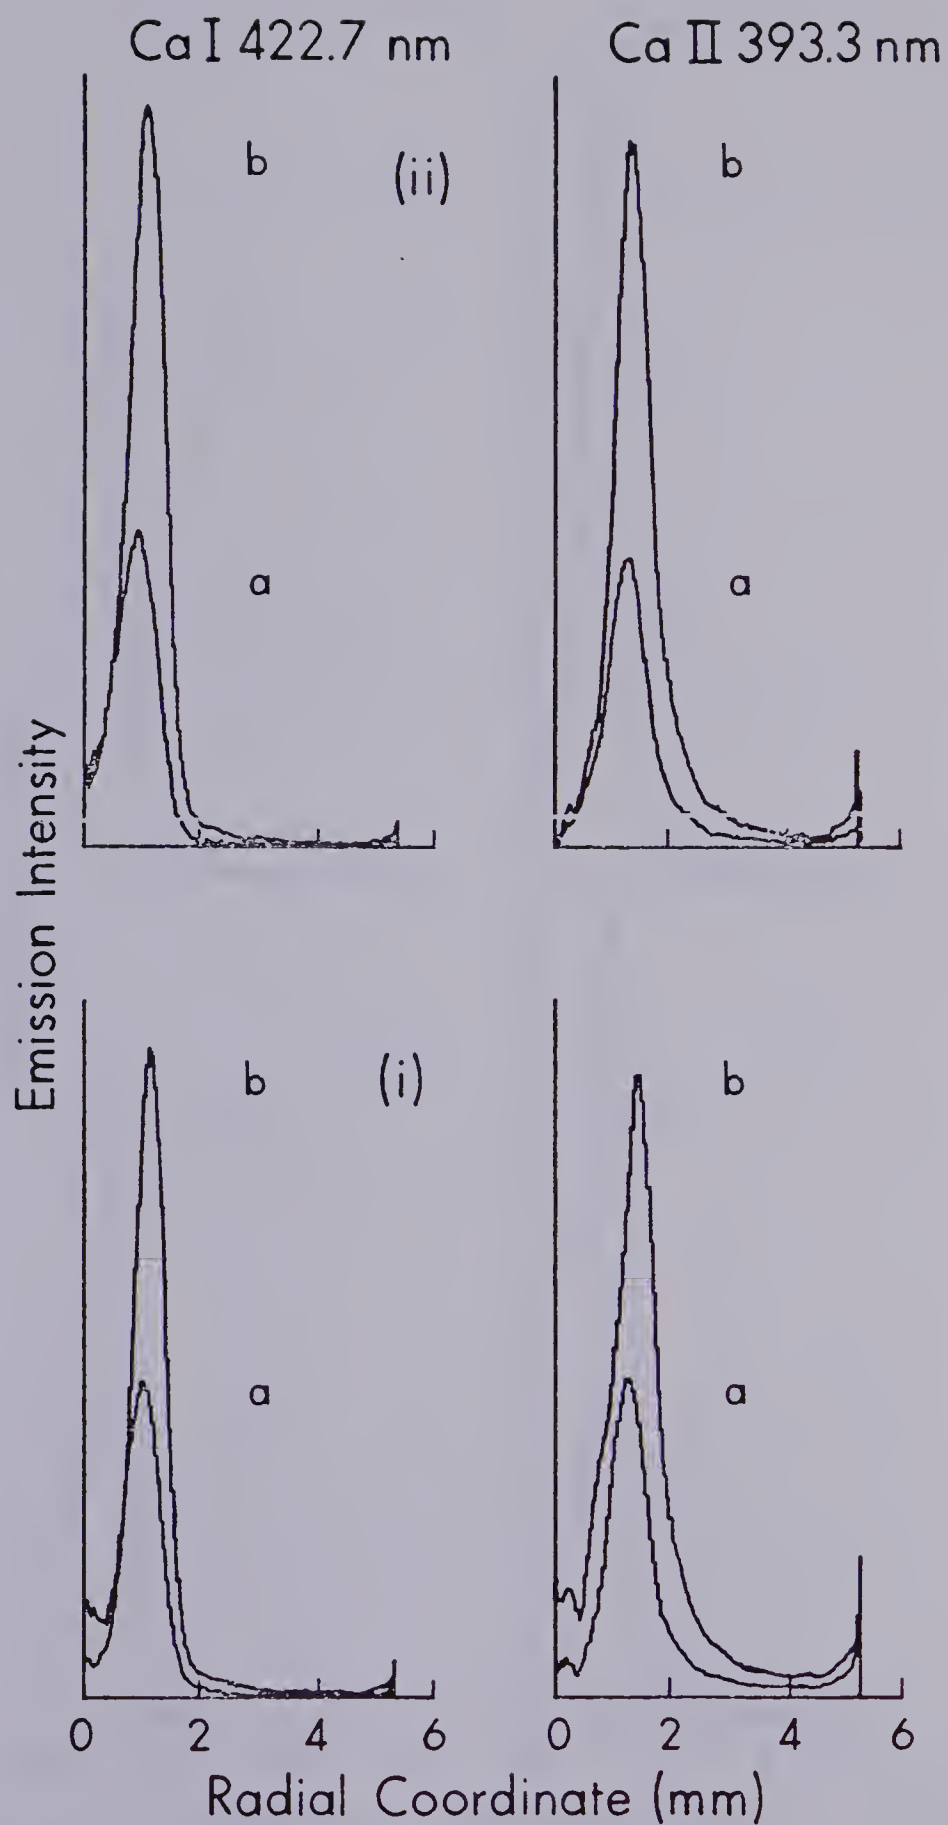 Ca I 422.7 nm
Ca II 393.3 nm
b
(ii)
b
a
a
Emission Intensity
b
(i)
b
a
a
0 2 4 6
0 2 4 6
Radial Coordinate (mm)